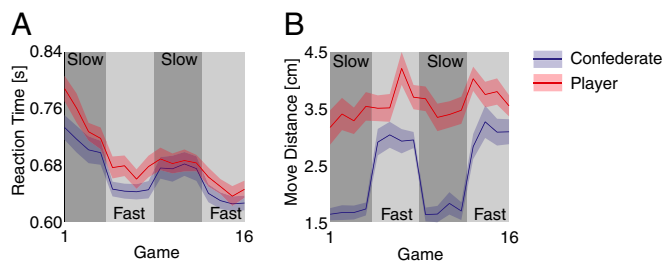 A
B
0.84
0.76
0.68
0.60
Reaction Time [s]
Slow
Slow
Fast
Fast
1
16
Game
4.5
3.5
2.5
1.5
Move Distance [cm]
Slow
Slow
Fast
Fast
1
16
Game
Confederate
Player